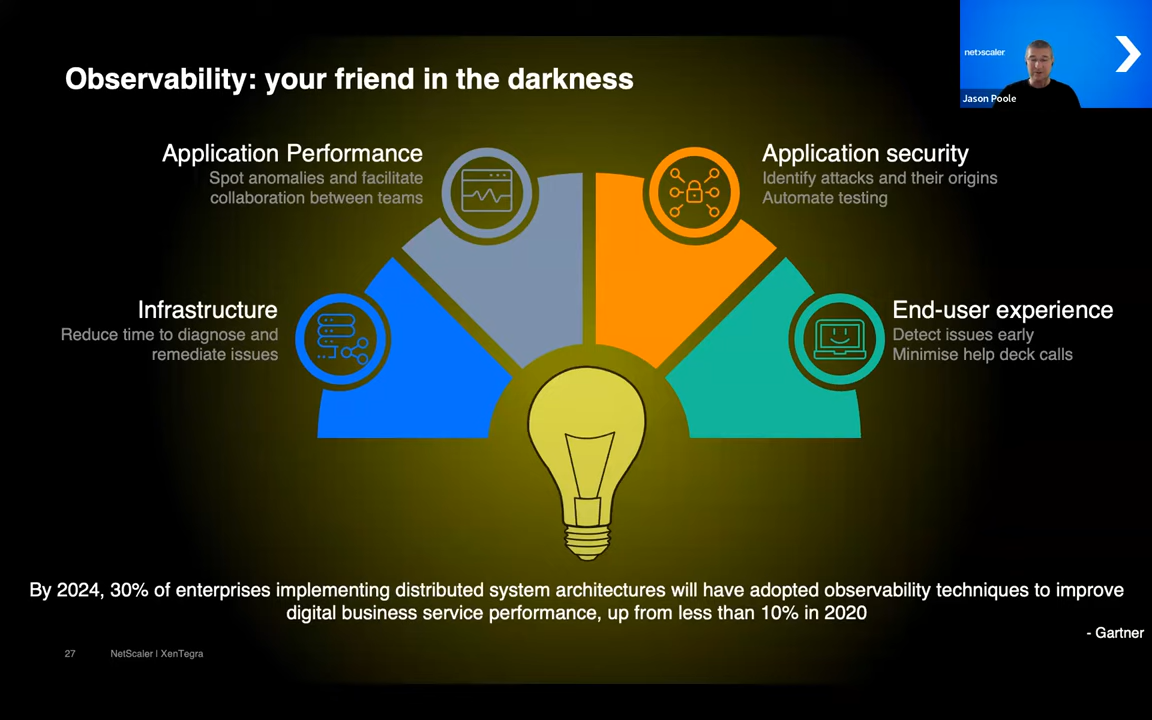 Observability: your friend in the darkness
net>scaler
Jason Poole
Application Performance
Spot anomalies and facilitate
collaboration between teams
Application security
Identify attacks and their origins
Automate testing
Infrastructure
Reduce time to diagnose and
remediate issues
End-user experience
Detect issues early
Minimise help deck calls
By 2024, 30% of enterprises implementing distributed system architectures will have adopted observability techniques to improve
digital business service performance, up from less than 10% in 2020
- Gartner
27
NetScaler | XenTegra